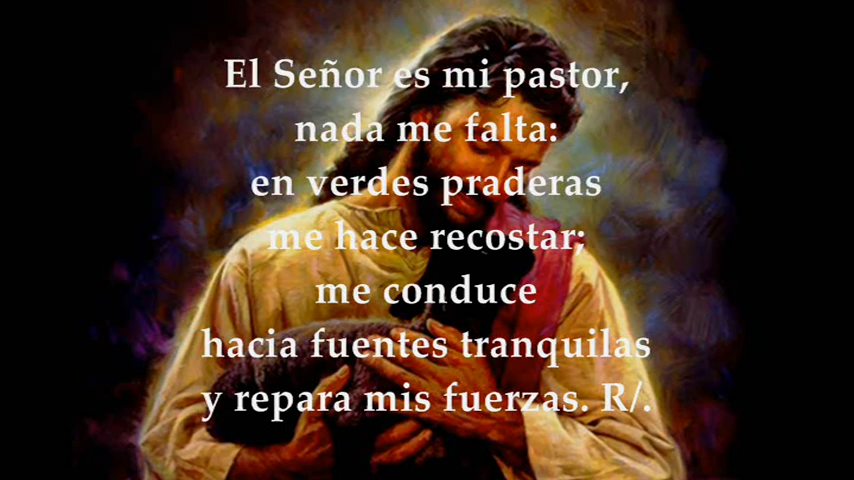 El Señor es mi pastor,
nada me falta:
en verdes praderas
me hace recostar;
me conduce
hacia fuentes tranquilas
y repara mis fuerzas. R/.